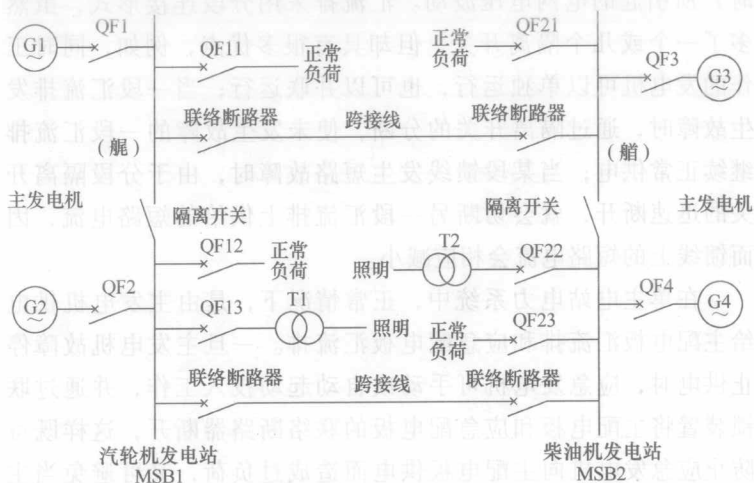 QF1
G1
~
QF11
正常
负荷
联络断路器
(艉)
主发电机
隔离开关
QF12
正常
负荷
QF2
G2
~
QF13
T1
照明
联络断路器
跨接线
汽轮机发电站
MSB1
跨接线
正常
负荷
QF21
QF3
G3
~
联络断路器
(艏)
主发电机
隔离开关
T2
照明
QF22
QF4
G4
~
正常
负荷
QF23
联络断路器
柴油机发电站
MSB2